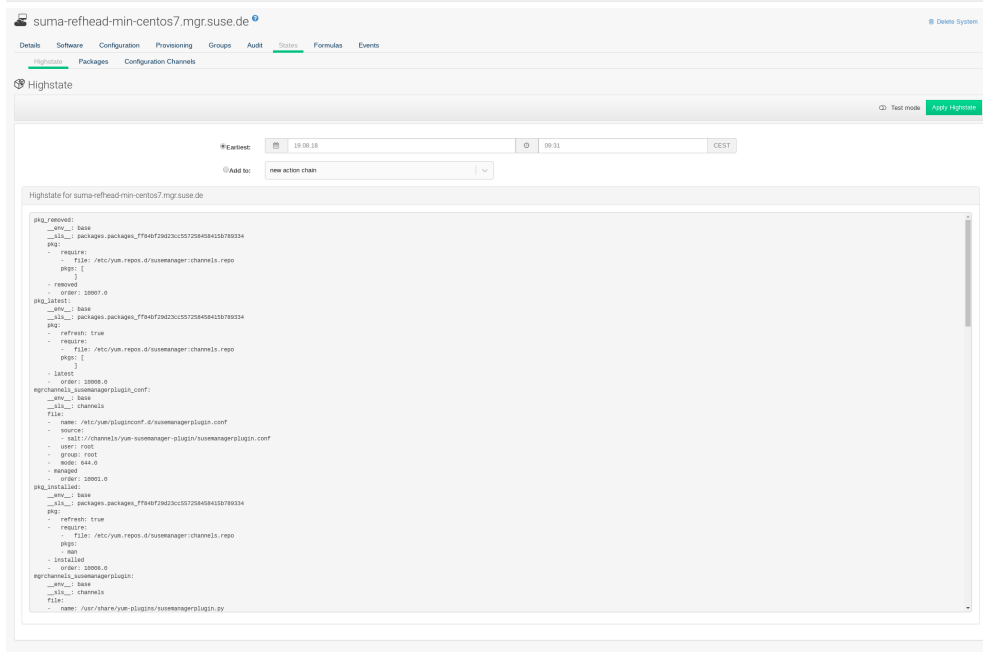 suma-refhead-min-centos7.mgr.suse.de ?
Delete System
Details Software Configuration Provisioning Groups Audit States Formulas Events
Highstate Packages Configuration Channels
Highstate
Test mode Apply Highstate
Earliest: 19.08.18 09:31 CEST
Add to: new action chain
Highstate for suma-refhead-min-centos7.mgr.suse.de
pkg_removed:
__env__: base
__sls__: packages.packages_ff84bf29d23cc557258458415b789334
pkg:
- require:
- file: /etc/yum.repos.d/susemanager:channels.repo
pkgs: [
]
- removed
- order: 10007.0
pkg_latest:
__env__: base
__sls__: packages.packages_ff84bf29d23cc557258458415b789334
pkg:
- refresh: true
- require:
- file: /etc/yum.repos.d/susemanager:channels.repo
pkgs: [
]
- latest
- order: 10008.0
mgrchannels_susemanagerplugin_conf:
__env__: base
__sls__: channels
file:
- name: /etc/yum/pluginconf.d/susemanagerplugin.conf
- source:
- salt://channels/yum-susemanager-plugin/susemanagerplugin.conf
- user: root
- group: root
- mode: 644.0
- managed
- order: 10001.0
pkg_installed:
__env__: base
__sls__: packages.packages_ff84bf29d23cc557258458415b789334
pkg:
- refresh: true
- require:
- file: /etc/yum.repos.d/susemanager:channels.repo
pkgs:
- man
- installed
- order: 10006.0
mgrchannels_susemanagerplugin:
__env__: base
__sls__: channels
file:
- name: /usr/share/yum-plugins/susemanagerplugin.py